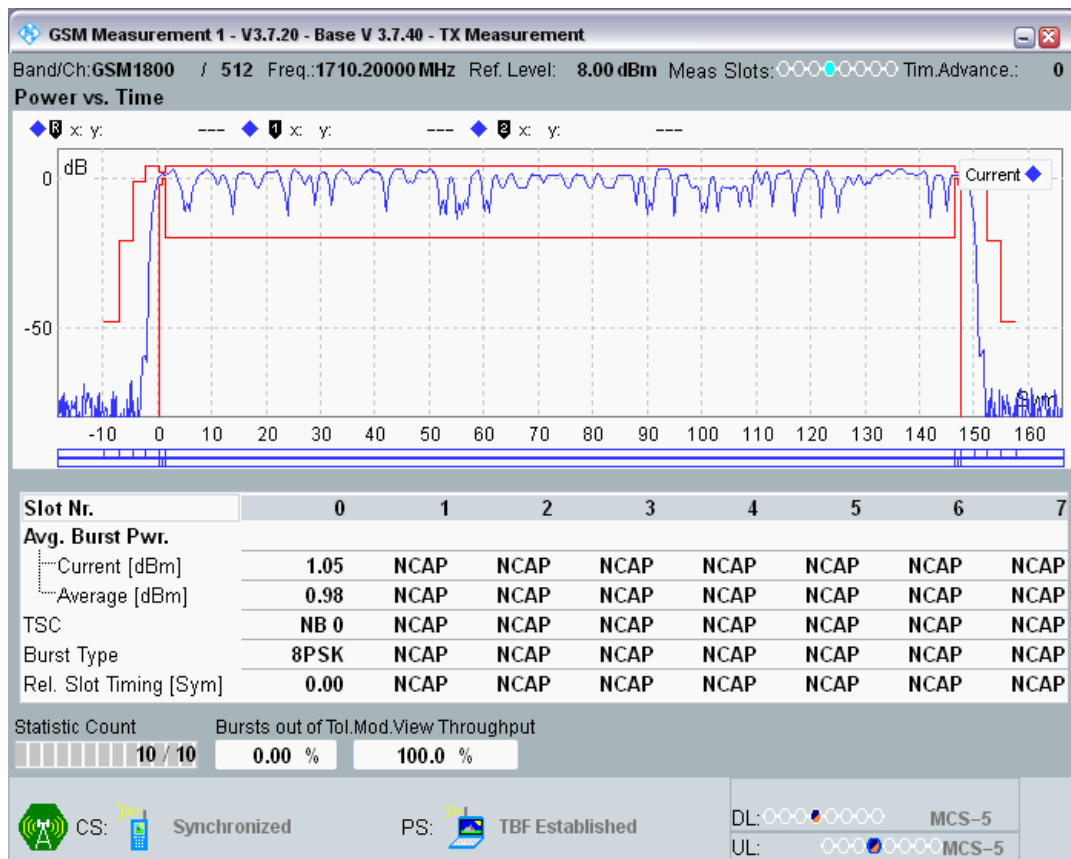 GSM Measurement 1 - V3.7.20 - Base V 3.7.40 - TX Measurement
Band/Ch:GSM1800 / 512 Freq.:1710.20000 MHz Ref. Level: 8.00 dBm Meas Slots: Tim.Advance.: 0
Power vs. Time
R x: y: --- 1 x: y: --- 2 x: y: ---
dB
Current
0
-50
Sym
-10 0 10 20 30 40 50 60 70 80 90 100 110 120 130 140 150 160
Slot Nr. 0 1 2 3 4 5 6 7
Avg. Burst Pwr.
Current [dBm] 1.05 NCAP NCAP NCAP NCAP NCAP NCAP NCAP
Average [dBm] 0.98 NCAP NCAP NCAP NCAP NCAP NCAP NCAP
TSC NB 0 NCAP NCAP NCAP NCAP NCAP NCAP NCAP
Burst Type 8PSK NCAP NCAP NCAP NCAP NCAP NCAP NCAP
Rel. Slot Timing [Sym] 0.00 NCAP NCAP NCAP NCAP NCAP NCAP NCAP
Statistic Count Bursts out of Tol.Mod.View Throughput
10 / 10 0.00 % 100.0 %
CS: Synchronized PS: TBF Established
DL: MCS-5
UL: MCS-5